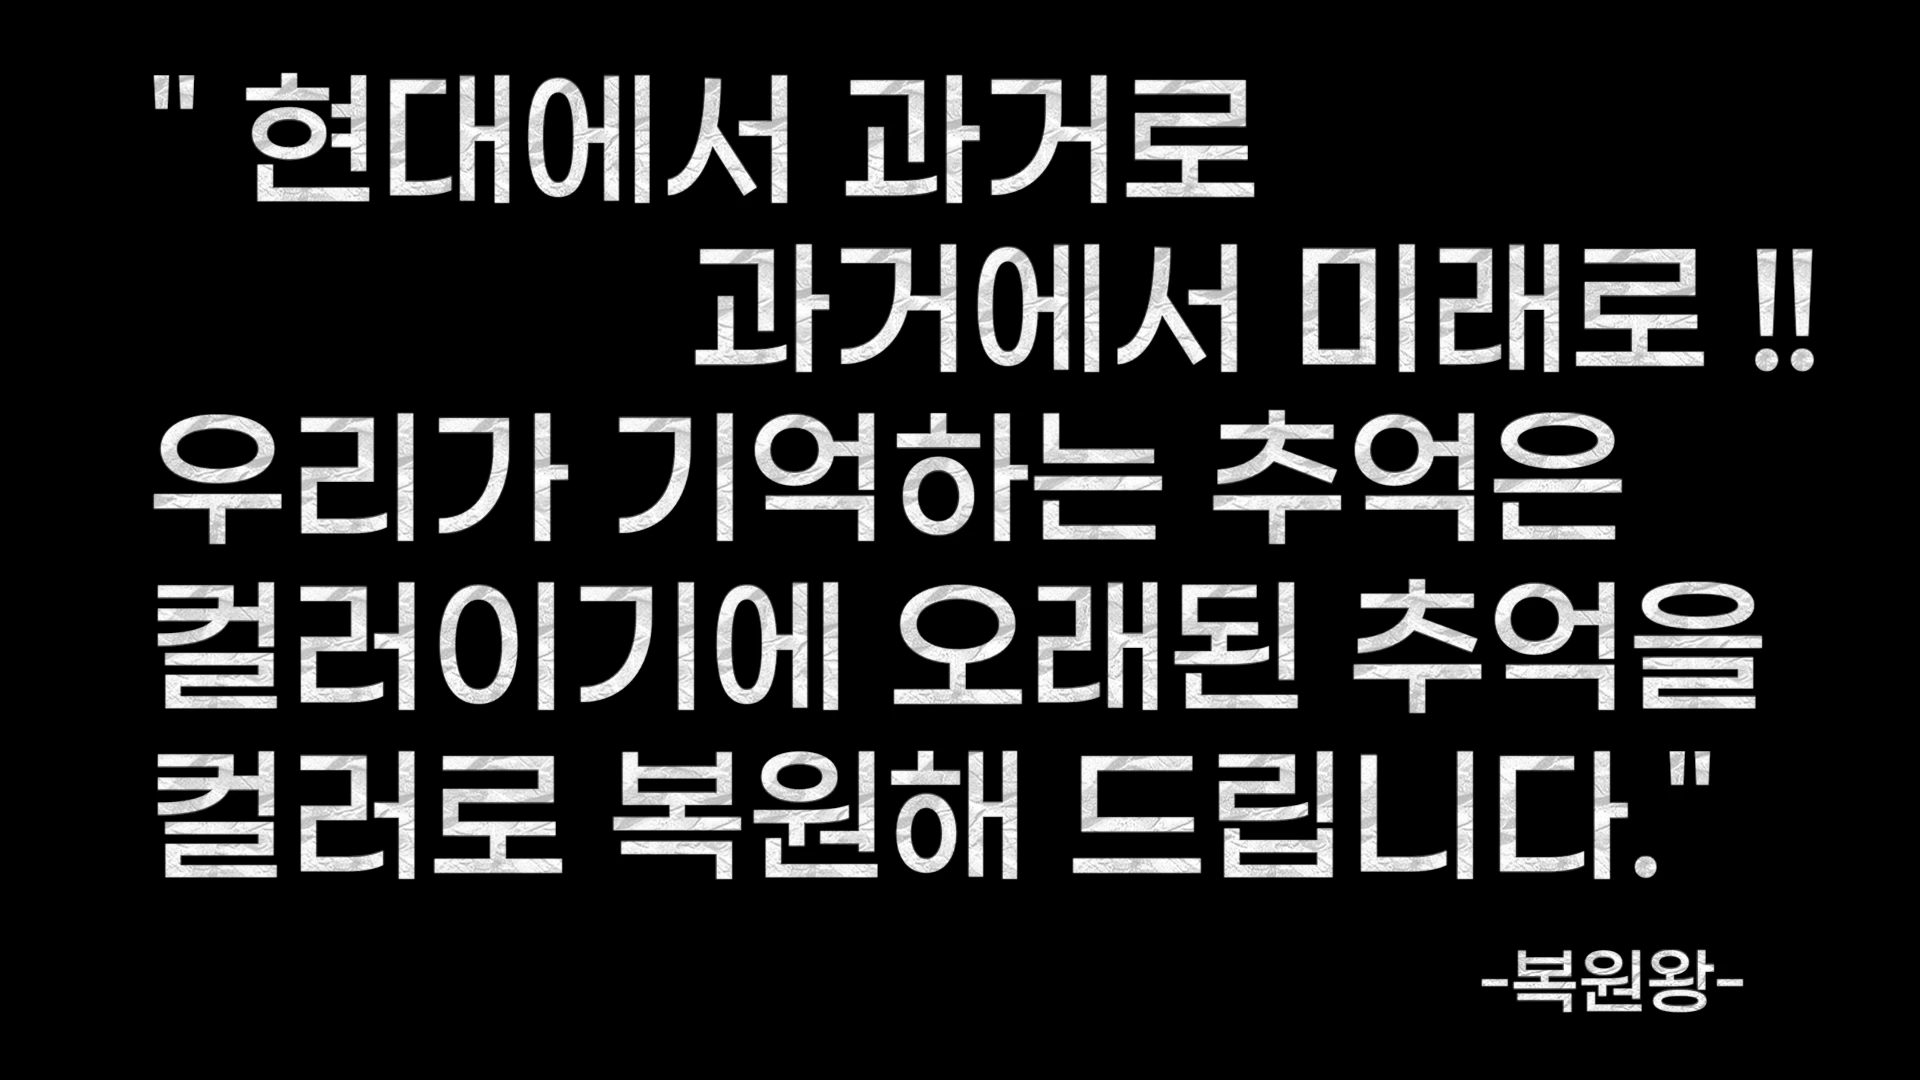 " 현대에서 과거로
과거에서 미래로 !!
우리가 기억하는 추억은
컬러이기에 오래된 추억을
컬러로 복원해 드립니다."
-복원왕-